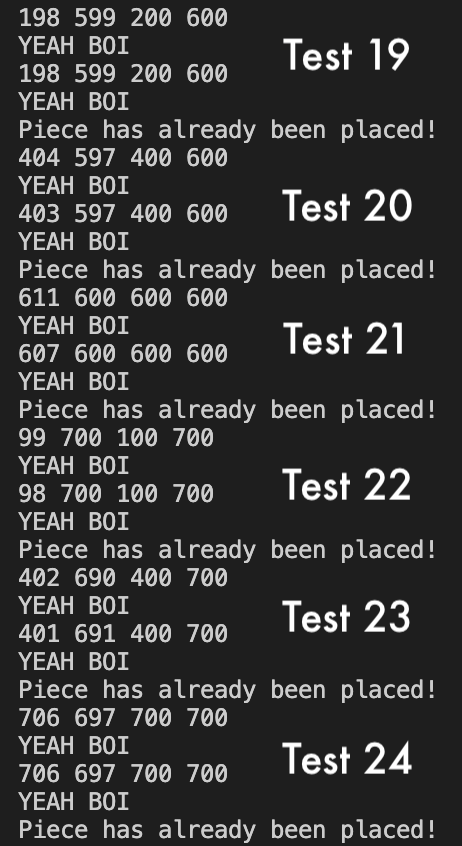 198 599 200 600
YEAH BOI
Test 19
198 599 200 600
YEAH BOI
Piece has already been placed!
404 597 400 600
YEAH BOI
Test 20
403 597 400 600
YEAH BOI
Piece has already been placed!
611 600 600 600
YEAH BOI
Test 21
607 600 600 600
YEAH BOI
Piece has already been placed!
99 700 100 700
YEAH BOI
Test 22
98 700 100 700
YEAH BOI
Piece has already been placed!
402 690 400 700
YEAH BOI
Test 23
401 691 400 700
YEAH BOI
Piece has already been placed!
706 697 700 700
YEAH BOI
Test 24
706 697 700 700
YEAH BOI
Piece has already been placed!